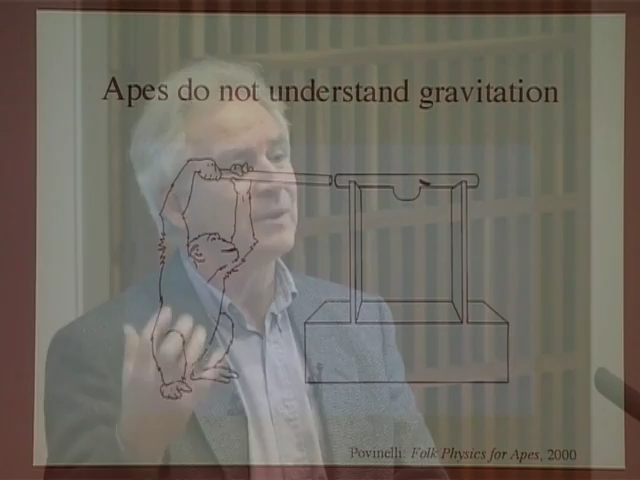 Apes do not understand gravitation
Povinelli: Folk Physics for Apes, 2000